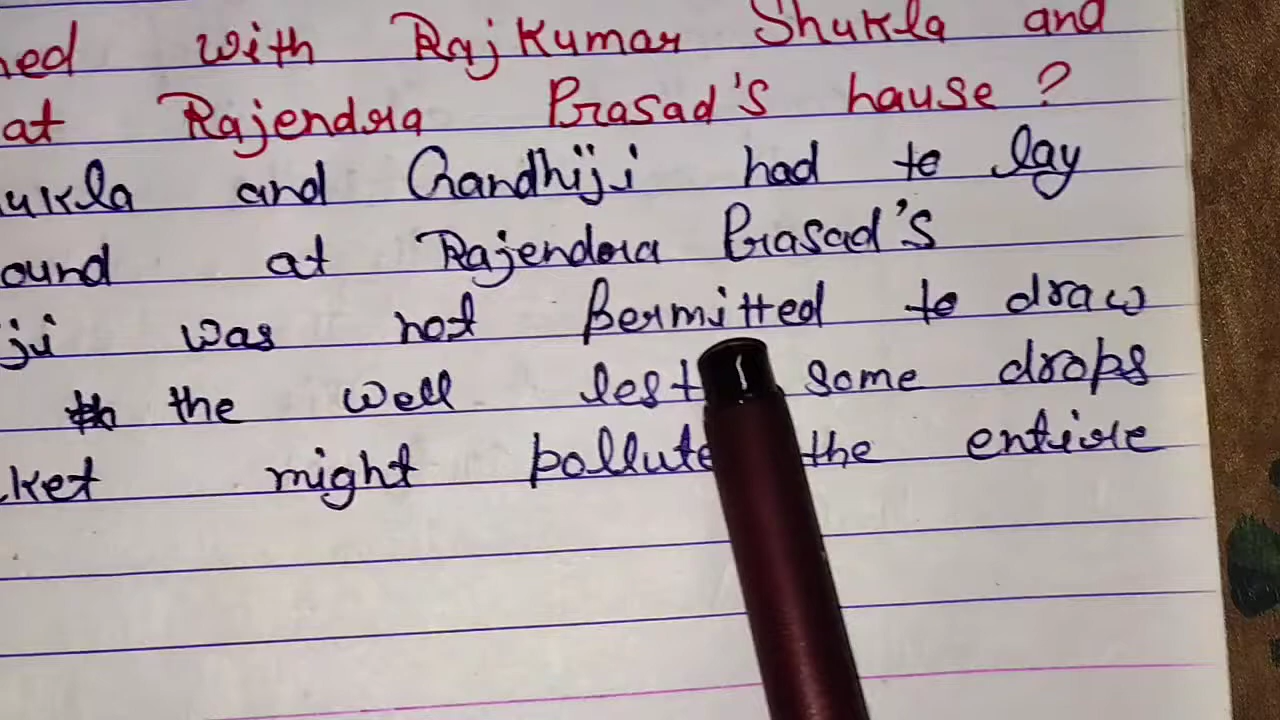 ned with Rajkumar Shukla and
at Rajendra Prasad's hause ?
ukla and Gandhiji had to lay
ound at Rajendra Prasad's
ji was not Permitted to draw
the well lest some drops
ket might pollute the entire